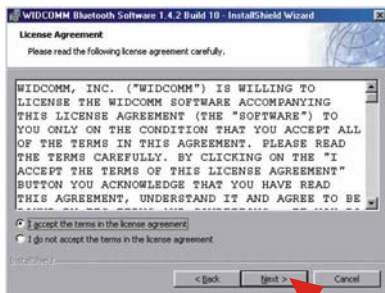 WIDCOMM Bluetooth Software 1.4.2 Build 10 - InstallShield Wizard
License Agreement
Please read the following license agreement carefully.
WIDCOMM, INC. ("WIDCOMM") IS WILLING TO
LICENSE THE WIDCOMM SOFTWARE ACCOMPANYING
THIS LICENSE AGREEMENT (THE "SOFTWARE") TO
YOU ONLY ON THE CONDITION THAT YOU ACCEPT ALL
OF THE TERMS IN THIS AGREEMENT. PLEASE READ
THE TERMS CAREFULLY. BY CLICKING ON THE "I
ACCEPT THE TERMS OF THIS LICENSE AGREEMENT"
BUTTON YOU ACKNOWLEDGE THAT YOU HAVE READ
THIS AGREEMENT, UNDERSTAND IT AND AGREE TO BE
I accept the terms in the license agreement
I do not accept the terms in the license agreement
InstallShield
< Back Next > Cancel